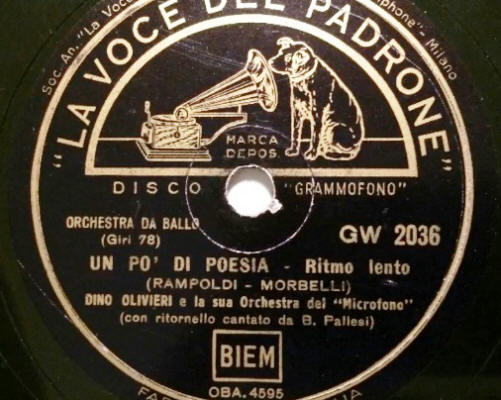 Soc. An. "La Voce
phone" - Milano
"LA VOCE DEL PADRONE"
MARCA
DEPOS.
DISCO "GRAMMOFONO"
ORCHESTRA DA BALLO
(Giri 78)
GW 2036
UN PO' DI POESIA - Ritmo lento
(RAMPOLDI - MORBELLI)
DINO OLIVIERI e la sua Orchestra del "Microfono"
(con ritornello cantato da B. Pallesi)
BIEM
OBA. 4595